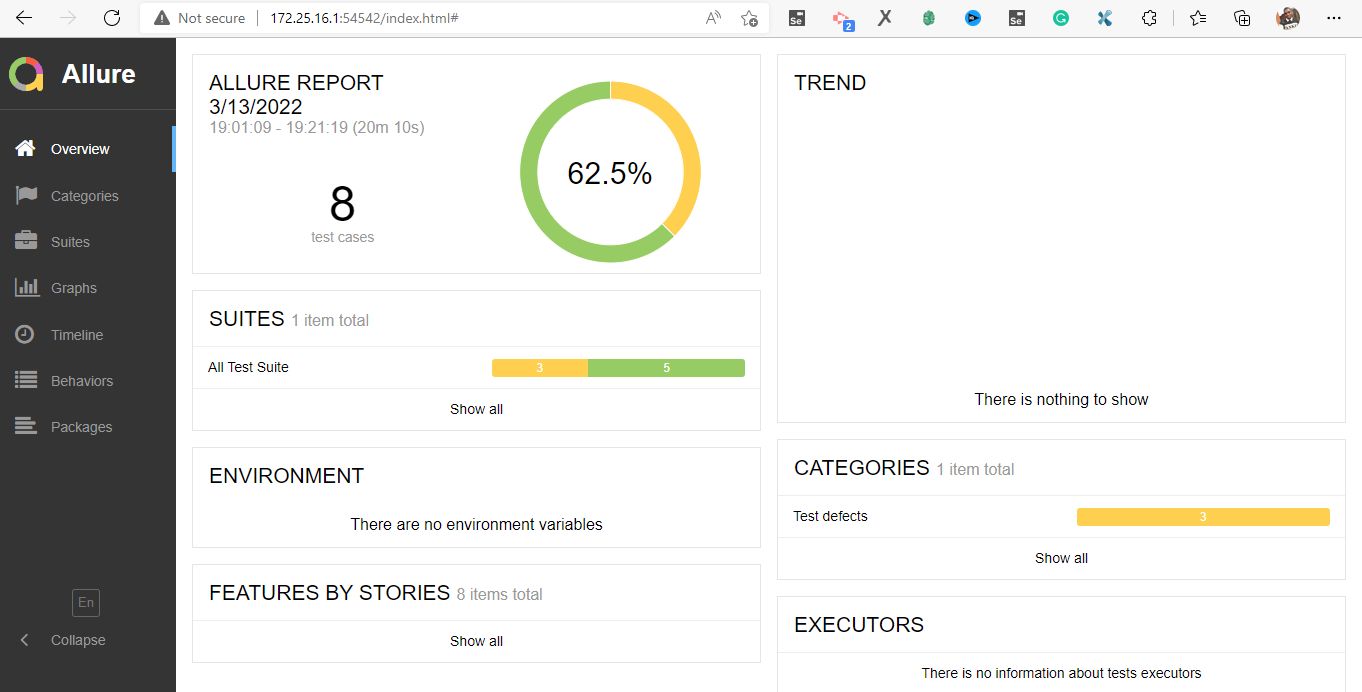 Not secure
172.25.16.1:54542/index.html#
A
Se
2
X
Se
G
Allure
Overview
Categories
Suites
Graphs
Timeline
Behaviors
Packages
En
Collapse
ALLURE REPORT
3/13/2022
19:01:09 - 19:21:19 (20m 10s)
8
test cases
62.5%
SUITES 1 item total
All Test Suite 3 5
Show all
ENVIRONMENT
There are no environment variables
FEATURES BY STORIES 8 items total
Show all
TREND
There is nothing to show
CATEGORIES 1 item total
Test defects 3
Show all
EXECUTORS
There is no information about tests executors